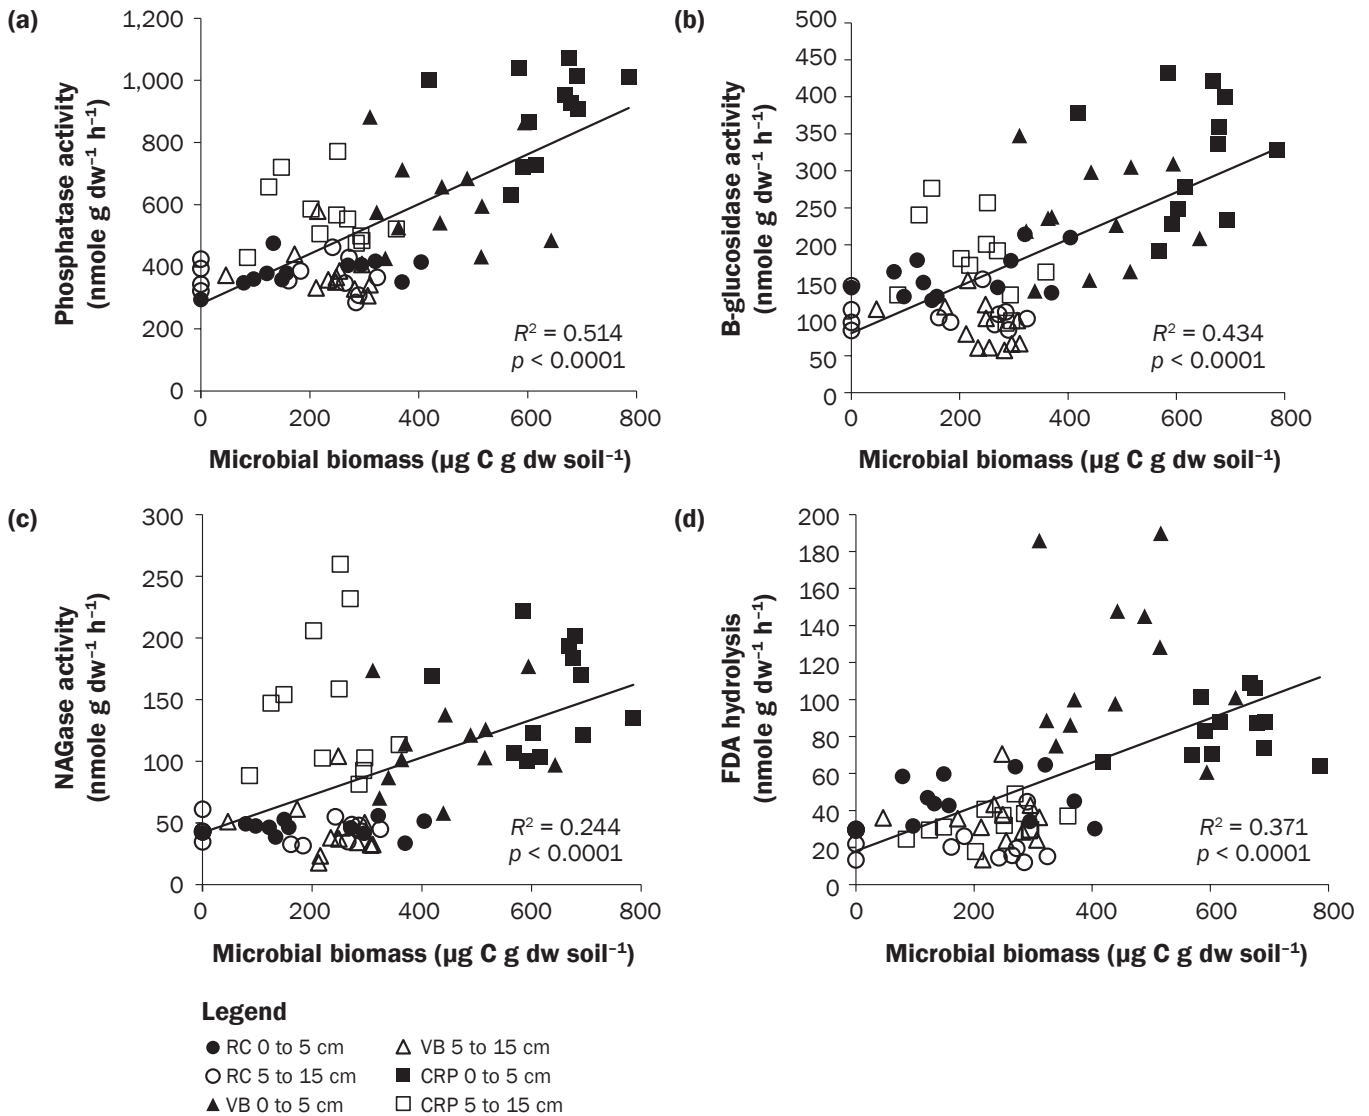 (a)
1,200
1,000
800
600
400
200
0
Phosphatase activity
(nmole g dw⁻¹ h⁻¹)
R² = 0.514
p < 0.0001
0 200 400 600 800
Microbial biomass (µg C g dw soil⁻¹)
(b)
500
450
400
350
300
250
200
150
100
50
0
B-glucosidase activity
(nmole g dw⁻¹ h⁻¹)
R² = 0.434
p < 0.0001
0 200 400 600 800
Microbial biomass (µg C g dw soil⁻¹)
(c)
300
250
200
150
100
50
0
NAGase activity
(nmole g dw⁻¹ h⁻¹)
R² = 0.244
p < 0.0001
0 200 400 600 800
Microbial biomass (µg C g dw soil⁻¹)
(d)
200
180
160
140
120
100
80
60
40
20
0
FDA hydrolysis
(nmole g dw⁻¹ h⁻¹)
R² = 0.371
p < 0.0001
0 200 400 600 800
Microbial biomass (µg C g dw soil⁻¹)
Legend
RC 0 to 5 cm
RC 5 to 15 cm
VB 0 to 5 cm
VB 5 to 15 cm
CRP 0 to 5 cm
CRP 5 to 15 cm